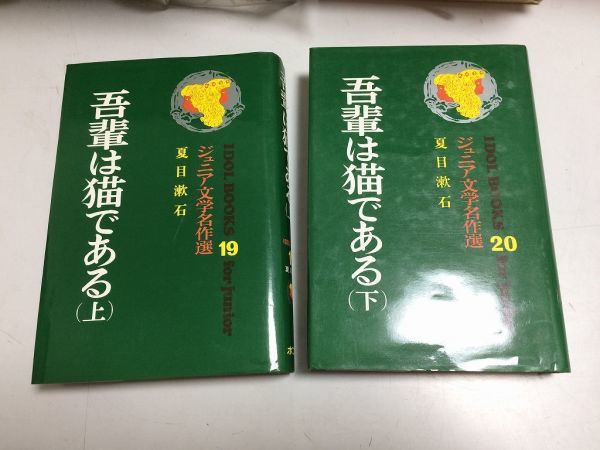 吾輩は猫である(上)
夏目漱石
ジュニア文学名作選
19
IDOL BOOKS for junior
吾輩は猫である(下)
夏目漱石
ジュニア文学名作選
20
IDOL BOOKS